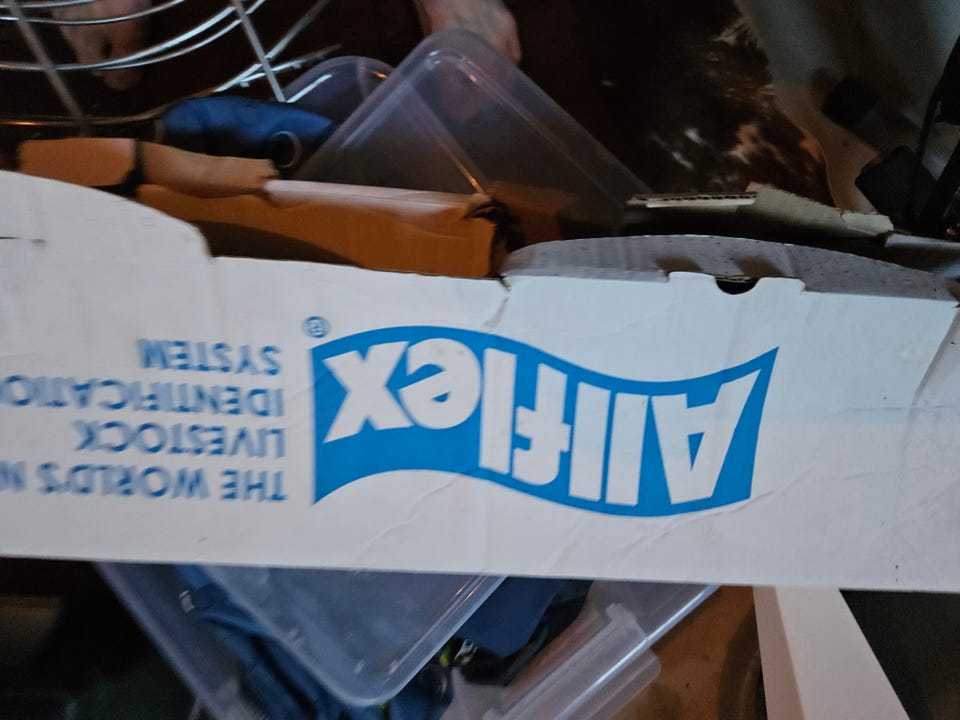 Allflex®
THE WORLD'S
LIVESTOCK
IDENTIFICATIO
SYSTEM